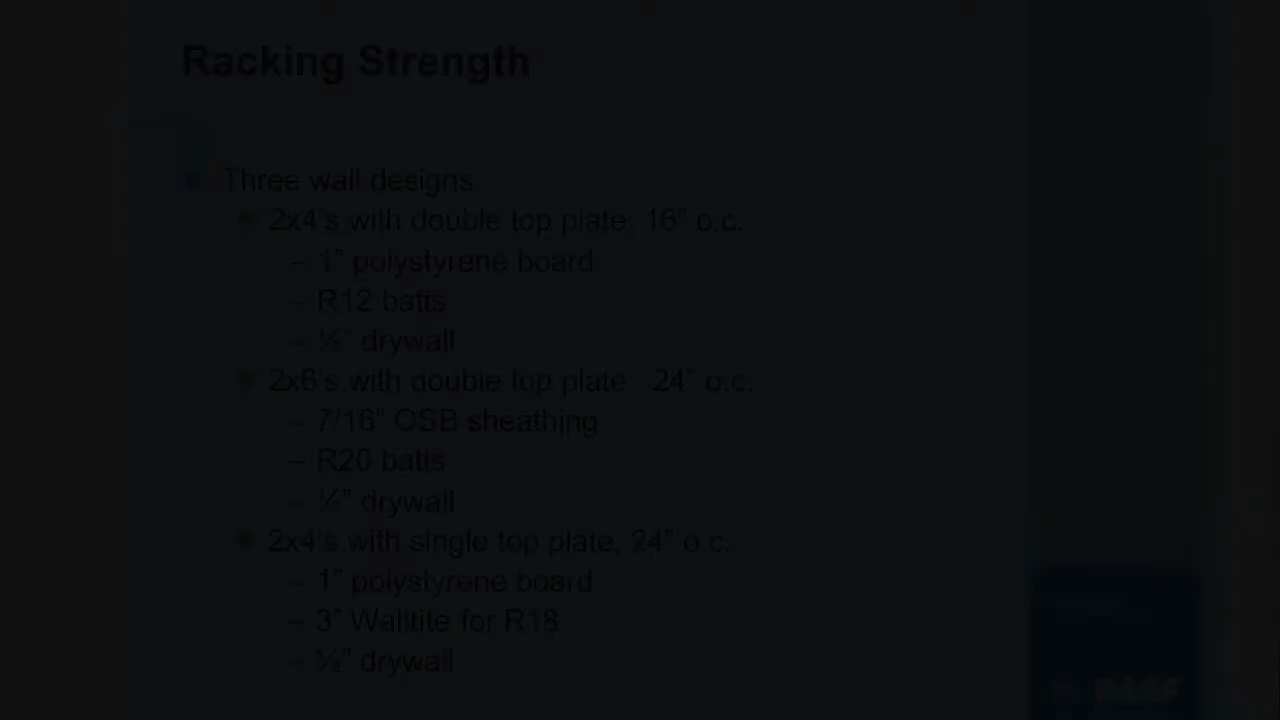 Racking Strength
Three wall designs
2x4's with double top plate, 16" o.c.
– 1" polystyrene board
– R12 batts
– ½" drywall
2x6's with double top plate 24" o.c.
– 7/16" OSB sheathing
– R20 batts
– ½" drywall
2x4's with single top plate, 24" o.c.
– 1" polystyrene board
– 3" Walltite for R18
– ½" drywall
BASF